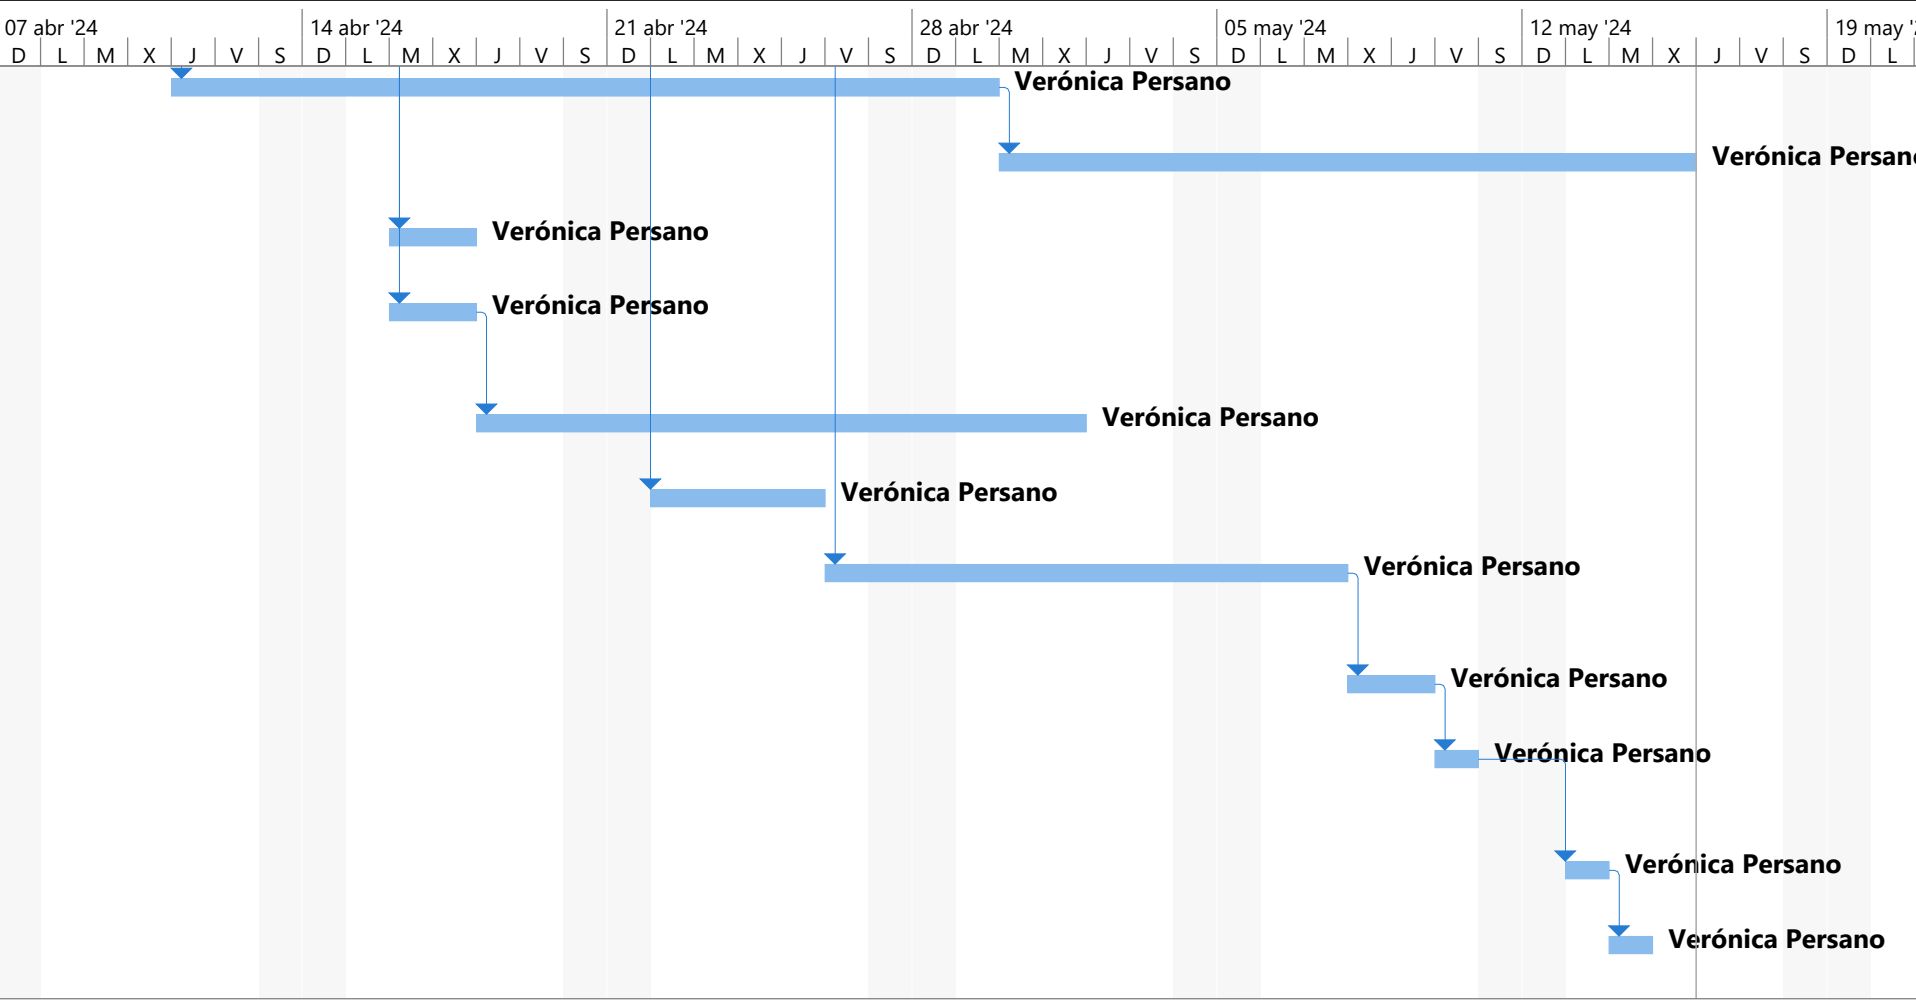 07 abr '24 14 abr '24 21 abr '24 28 abr '24 05 may '24 12 may '24 19 may '
D L M X J V S D L M X J V S D L M X J V S D L M X J V S D L M X J V S D L M X J V S D L
Verónica Persano
Verónica Persano
Verónica Persano
Verónica Persano
Verónica Persano
Verónica Persano
Verónica Persano
Verónica Persano
Verónica Persano
Verónica Persano
Verónica Persano